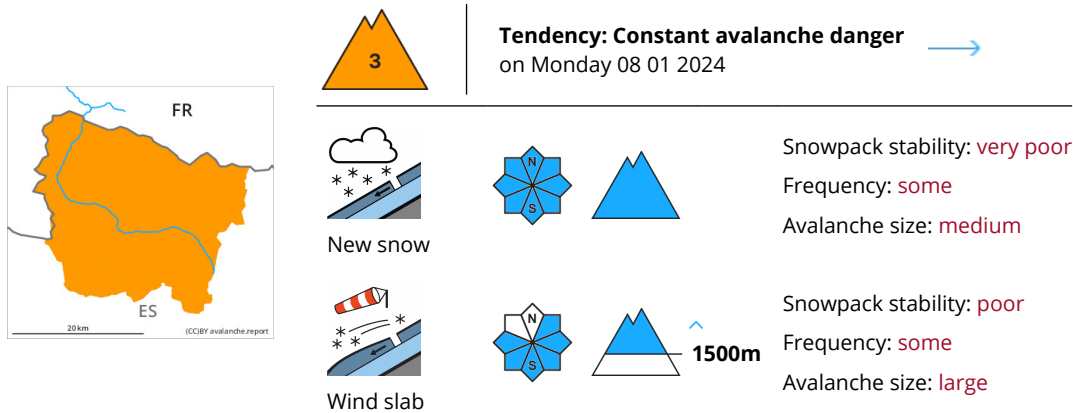 3
Tendency: Constant avalanche danger
on Monday 08 01 2024
FR
ES
20 km
(CC)BY avalanche.report
New snow
N
S
Snowpack stability: very poor
Frequency: some
Avalanche size: medium
Wind slab
N
S
1500m
Snowpack stability: poor
Frequency: some
Avalanche size: large